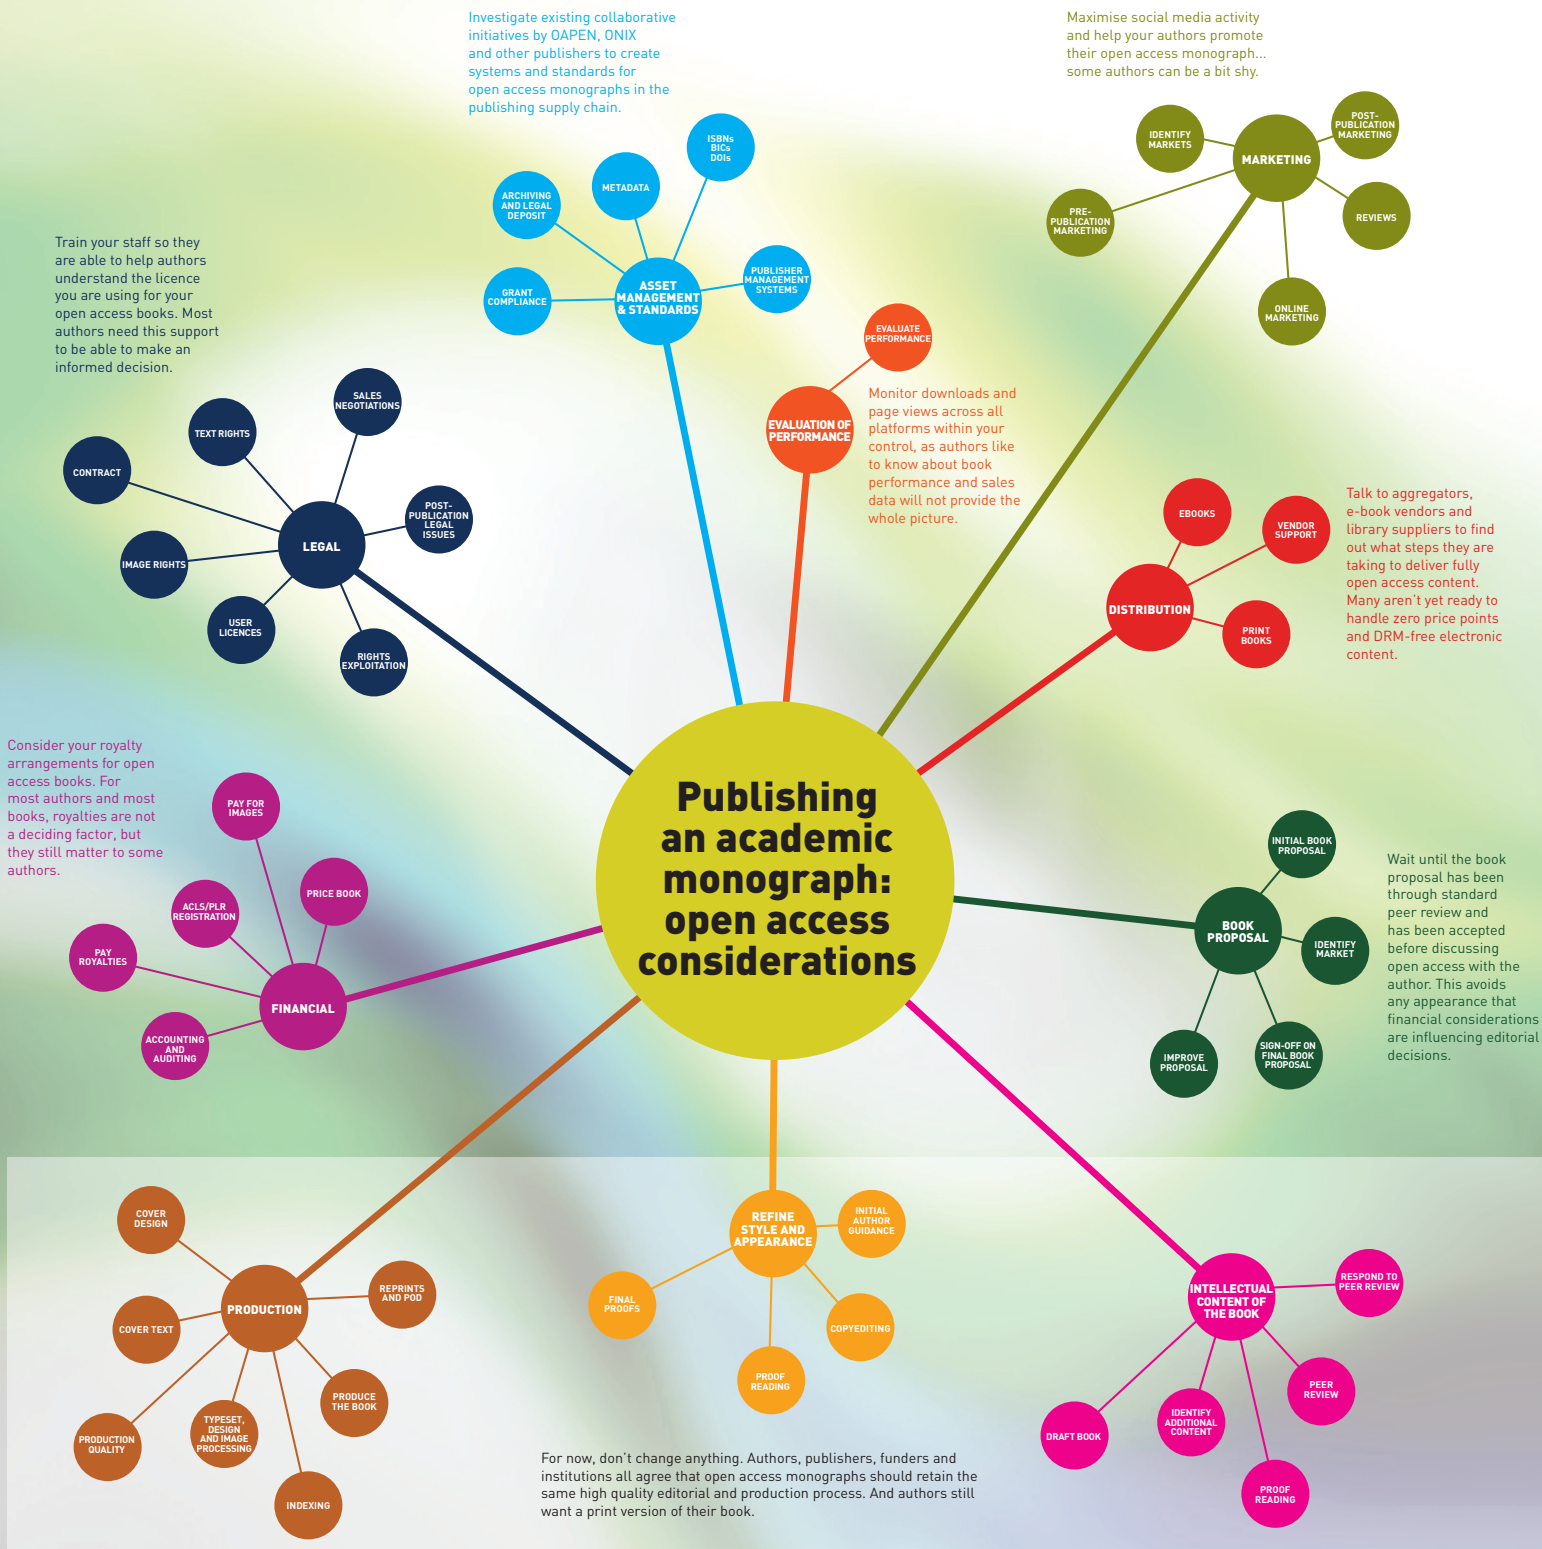 Investigate existing collaborative
initiatives by OAPEN, ONIX
and other publishers to create
systems and standards for
open access monographs in the
publishing supply chain.
Maximise social media activity
and help your authors promote
their open access monograph...
some authors can be a bit shy.
ISBNs
BICs
DOIs
METADATA
ARCHIVING
AND LEGAL
DEPOSIT
GRANT
COMPLIANCE
PUBLISHER
MANAGEMENT
SYSTEMS
ASSET
MANAGEMENT
& STANDARDS
IDENTIFY
MARKETS
POST-
PUBLICATION
MARKETING
MARKETING
PRE-
PUBLICATION
MARKETING
REVIEWS
ONLINE
MARKETING
Train your staff so they
are able to help authors
understand the licence
you are using for your
open access books. Most
authors need this support
to be able to make an
informed decision.
EVALUATE
PERFORMANCE
EVALUATION OF
PERFORMANCE
Monitor downloads and
page views across all
platforms within your
control, as authors like
to know about book
performance and sales
data will not provide the
whole picture.
SALES
NEGOTIATIONS
TEXT RIGHTS
CONTRACT
POST-
PUBLICATION
LEGAL
ISSUES
LEGAL
IMAGE RIGHTS
USER
LICENCES
RIGHTS
EXPLOITATION
EBOOKS
VENDOR
SUPPORT
DISTRIBUTION
PRINT
BOOKS
Talk to aggregators,
e-book vendors and
library suppliers to find
out what steps they are
taking to deliver fully
open access content.
Many aren't yet ready to
handle zero price points
and DRM-free electronic
content.
Consider your royalty
arrangements for open
access books. For
most authors and most
books, royalties are not
a deciding factor, but
they still matter to some
authors.
PAY FOR
IMAGES
PRICE BOOK
ACLS/PLR
REGISTRATION
PAY
ROYALTIES
FINANCIAL
ACCOUNTING
AND
AUDITING
Publishing
an academic
monograph:
open access
considerations
INITIAL BOOK
PROPOSAL
BOOK
PROPOSAL
IDENTIFY
MARKET
IMPROVE
PROPOSAL
SIGN-OFF ON
FINAL BOOK
PROPOSAL
Wait until the book
proposal has been
through standard
peer review and
has been accepted
before discussing
open access with the
author. This avoids
any appearance that
financial considerations
are influencing editorial
decisions.
COVER
DESIGN
REPRINTS
AND POD
PRODUCTION
COVER TEXT
PRODUCE
THE BOOK
TYPESET,
DESIGN
AND IMAGE
PROCESSING
PRODUCTION
QUALITY
INDEXING
REFINE
STYLE AND
APPEARANCE
INITIAL
AUTHOR
GUIDANCE
FINAL
PROOFS
COPYEDITING
PROOF
READING
INTELLECTUAL
CONTENT OF
THE BOOK
RESPOND TO
PEER REVIEW
PEER
REVIEW
IDENTIFY
ADDITIONAL
CONTENT
DRAFT BOOK
PROOF
READING
For now, don't change anything. Authors, publishers, funders and
institutions all agree that open access monographs should retain the
same high quality editorial and production process. And authors still
want a print version of their book.